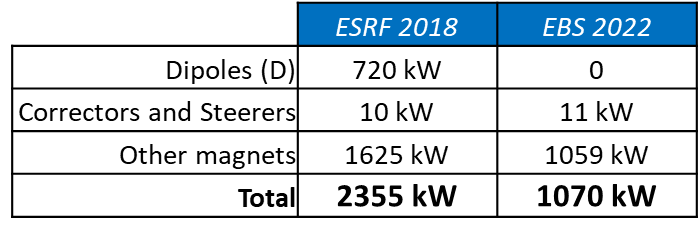 ESRF 2018 EBS 2022
Dipoles (D) 720 kW 0
Correctors and Steerers 10 kW 11 kW
Other magnets 1625 kW 1059 kW
Total 2355 kW 1070 kW